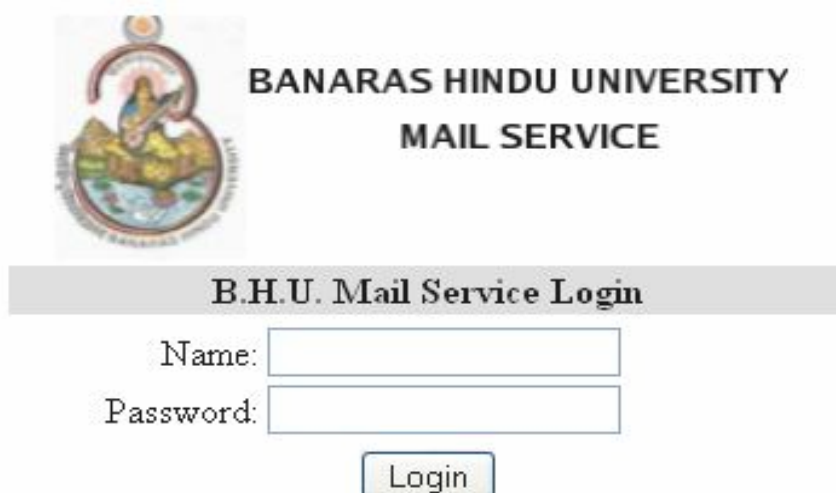 BANARAS HINDU UNIVERSITY
MAIL SERVICE
B.H.U. Mail Service Login
Name:
Password:
Login